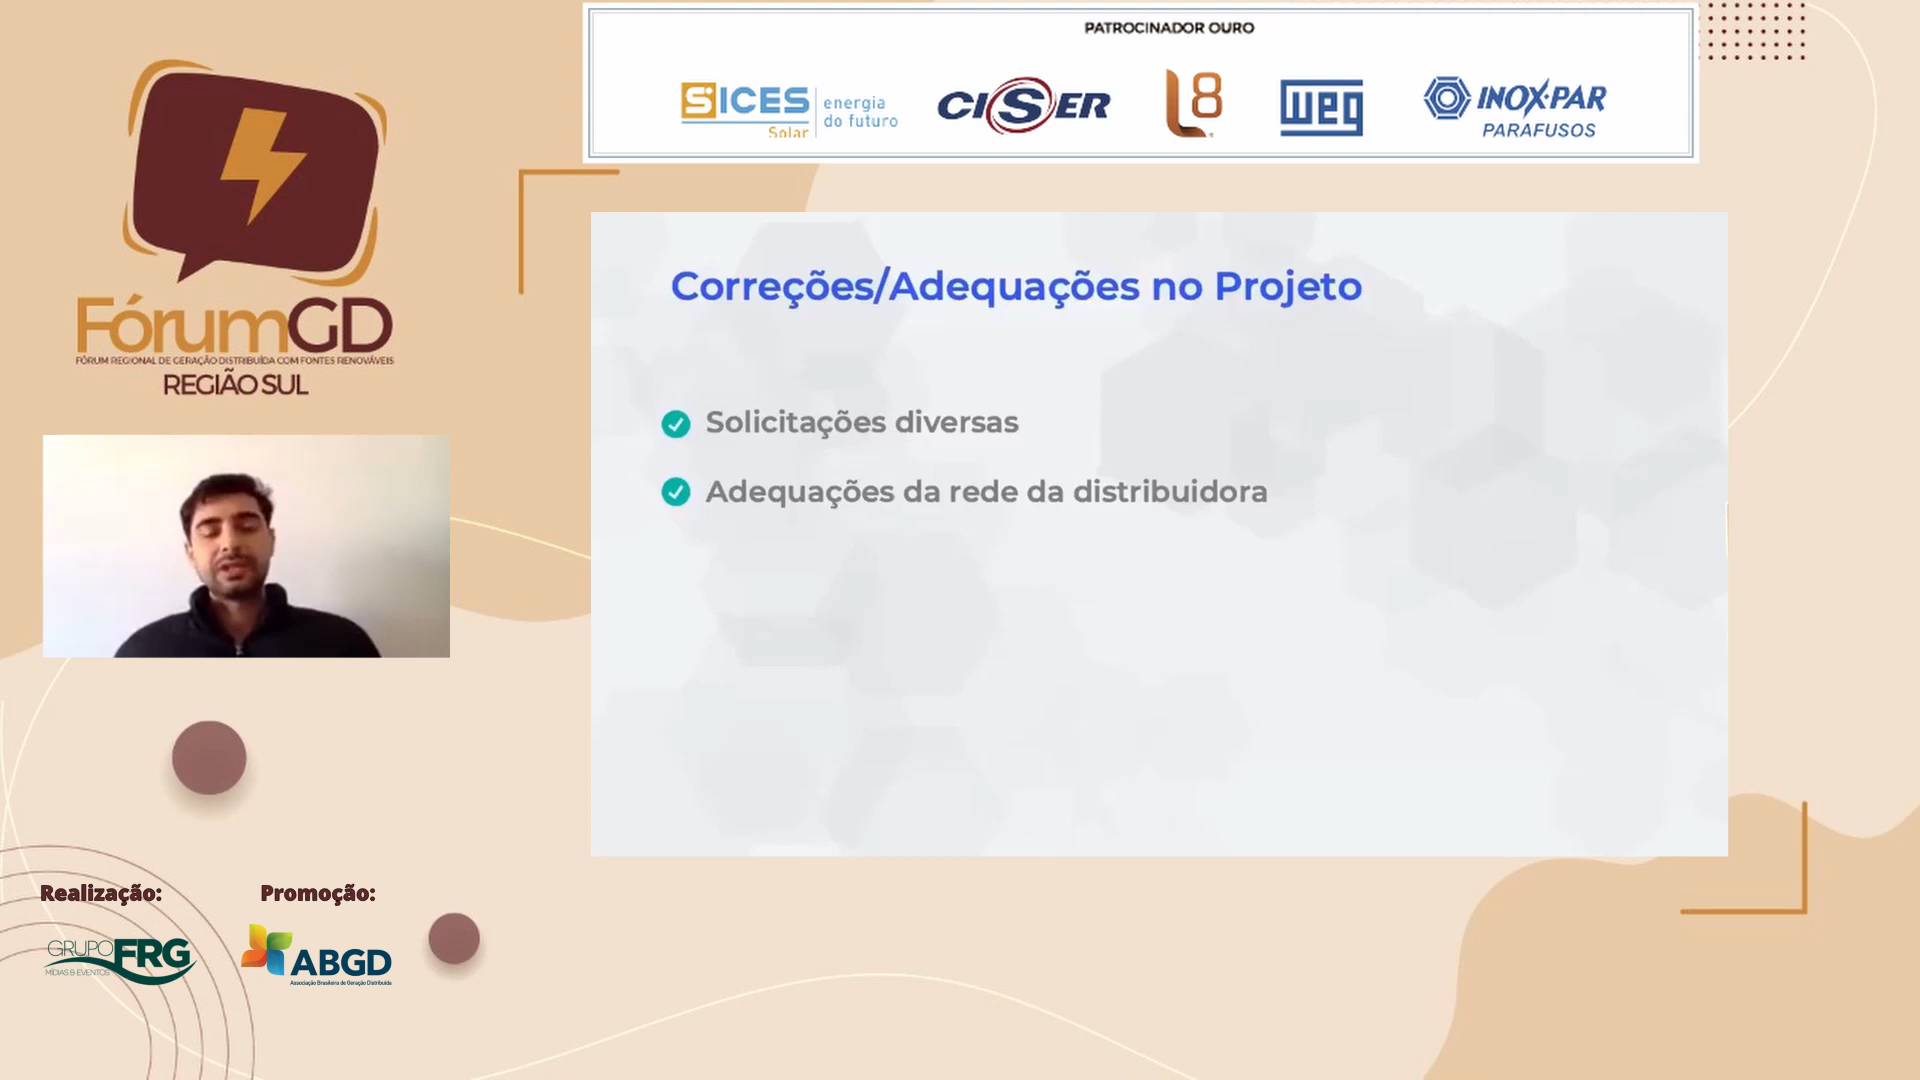 PATROCINADOR OURO
SICES Solar energia do futuro
CISER
L8
weg
INOX-PAR PARAFUSOS
FórumGD
FÓRUM REGIONAL DE GERAÇÃO DISTRIBUÍDA COM FONTES RENOVÁVEIS
REGIÃO SUL
Correções/Adequações no Projeto
Solicitações diversas
Adequações da rede da distribuidora
Realização:
Promoção:
GRUPO FRG
MÍDIAS & EVENTOS
ABGD
Associação Brasileira de Geração Distribuída